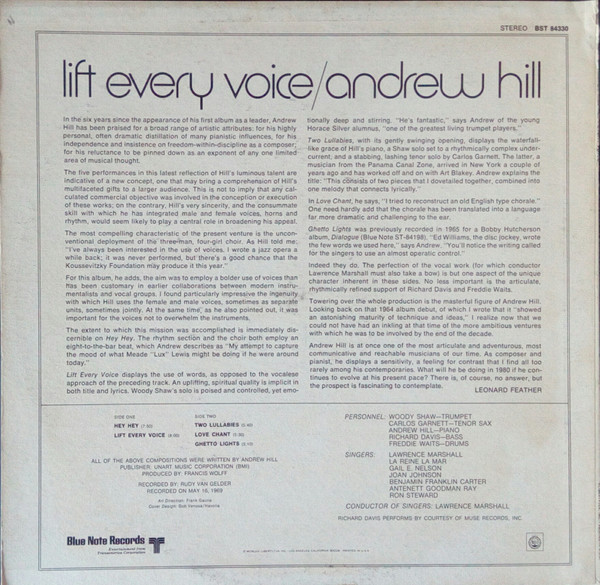 STEREO BST 84330
lift every voice/andrew hill
In the six years since the appearance of his first album as a leader, Andrew
Hill has been praised for a broad range of artistic attributes: for his highly
personal, often dramatic distillation of many pianistic influences, for his
independence and insistence on freedom-within-discipline as a composer,
for his reluctance to be pinned down as an exponent of any one limited
area of musical thought.
The five performances in this latest reflection of Hill's luminous talent are
indicative of a new concept, one that may bring a comprehension of Hill's
multifaceted gifts to a larger audience. This is not to imply that any cal-
culated commercial objective was involved in the conception or execution
of these works; on the contrary, Hill's very sincerity, and the consummate
skill with which he has integrated male and female voices, horns and
rhythm, would seem likely to play a central role in broadening his appeal.
The most compelling characteristic of the present venture is the uncon-
ventional deployment of this three-man, four-girl choir. As Hill told me:
"I've always been interested in the use of voices. I wrote a jazz opera a
while back; it was never performed, but there's a good chance that the
Koussevitzky Foundation may produce it this year."
For this album, he adds, the aim was to employ a bolder use of voices than
has been customary in earlier collaborations between modern instru-
mentalists and vocal groups. I found particularly impressive the ingenuity
with which Hill uses the female and male voices, sometimes as separate
units, sometimes jointly. At the same time, as he also pointed out, it was
important for the voices not to overwhelm the instruments.
The extent to which this mission was accomplished is immediately dis-
cernible on Hey Hey. The rhythm section and the choir both employ an
eight-to-the-bar beat, which Andrew describes as "My attempt to capture
the mood of what Meade "Lux" Lewis might be doing if he were around
today."
Lift Every Voice displays the use of words, as opposed to the vocalese
approach of the preceding track. An uplifting, spiritual quality is implicit in
both title and lyrics. Woody Shaw's solo is poised and controlled, yet emo-
tionally deep and stirring. "He's fantastic," says Andrew of the young
Horace Silver alumnus, "one of the greatest living trumpet players."
Two Lullabies, with its gently swinging opening, displays the waterfall-
like grace of Hill's piano, a Shaw solo set to a rhythmically complex under-
current, and a stabbing, lashing tenor solo by Carlos Garnett. The latter, a
musician from the Panama Canal Zone, arrived in New York a couple of
years ago and has worked off and on with Art Blakey. Andrew explains the
title: "This consists of two pieces that I dovetailed together, combined into
one melody that connects lyrically."
In Love Chant, he says, "I tried to reconstruct an old English type chorale."
One need hardly add that the chorale has been translated into a language
far more dramatic and challenging to the ear.
Ghetto Lights was previously recorded in 1965 for a Bobby Hutcherson
album, Dialogue (Blue Note ST-84198). "Ed Williams, the disc jockey, wrote
the few words we used here," says Andrew. "You'll notice the writing called
for the singers to use an almost operatic control."
Indeed they do. The perfection of the vocal work (for which conductor
Lawrence Marshall must also take a bow) is but one aspect of the unique
character inherent in these sides. No less important is the articulate,
rhythmically refined support of Richard Davis and Freddie Waits.
Towering over the whole production is the masterful figure of Andrew Hill.
Looking back on that 1964 album debut, of which I wrote that it "showed
an astonishing maturity of technique and ideas," I realize now that we
could not have had an inkling at that time of the more ambitious ventures
with which he was to be involved by the end of the decade.
Andrew Hill is at once one of the most articulate and adventurous, most
communicative and reachable musicians of our time. As composer and
pianist, he displays a sensitivity, a feeling for contrast that I find all too
rarely among his contemporaries. What will he be doing in 1980 if he con-
tinues to evolve at his present pace? There is, of course, no answer, but
the prospect is fascinating to contemplate.
LEONARD FEATHER
SIDE ONE
HEY HEY
LIFT EVERY VOICE
SIDE TWO
TWO LULLABIES
LOVE CHANT
GHETTO LIGHTS
ALL OF THE ABOVE COMPOSITIONS WERE WRITTEN BY ANDREW HILL
PUBLISHER: UNART MUSIC CORPORATION (BMI)
PRODUCED BY: FRANCIS WOLFF
RECORDED BY: RUDY VAN GELDER
RECORDED ON MAY 16, 1969
Art Direction: Frank Gauna
PERSONNEL: WOODY SHAW—TRUMPET
CARLOS GARNETT—TENOR SAX
ANDREW HILL—PIANO
RICHARD DAVIS—BASS
FREDDIE WAITS—DRUMS
SINGERS: LAWRENCE MARSHALL
LA REINE LA MAR
GAIL E. NELSON
JOAN JOHNSON
BENJAMIN FRANKLIN CARTER
ANTENETT GOODMAN RAY
RON STEWARD
CONDUCTOR OF SINGERS: LAWRENCE MARSHALL
RICHARD DAVIS PERFORMS BY COURTESY OF MUSE RECORDS, INC.
Blue Note Records
Entertainment from
Transamerica Corporation